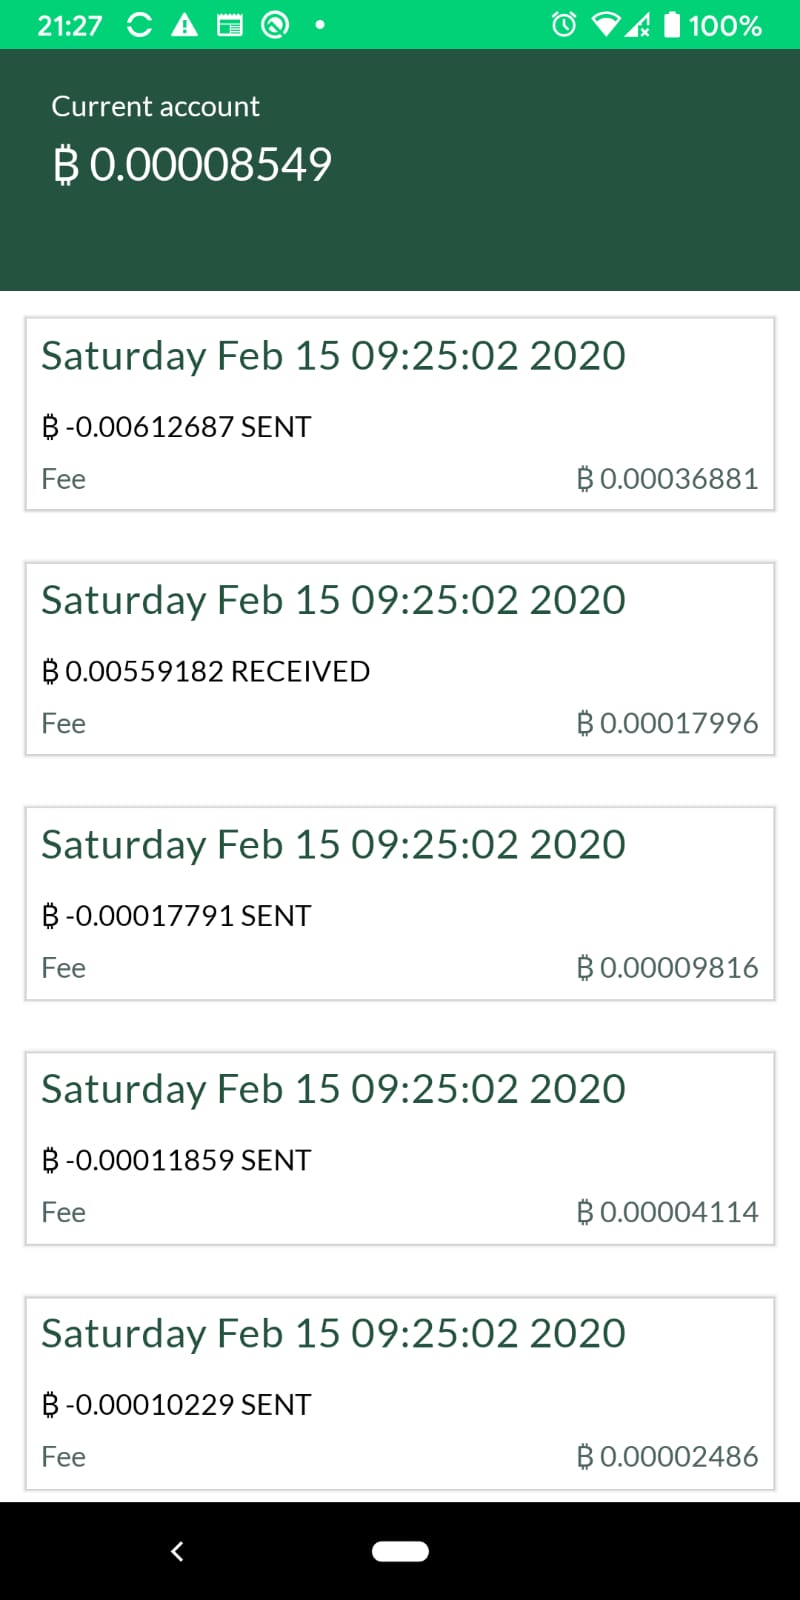 21:27 100%
Current account
₿ 0.00008549
Saturday Feb 15 09:25:02 2020
₿ -0.00612687 SENT
Fee ₿ 0.00036881
Saturday Feb 15 09:25:02 2020
₿ 0.00559182 RECEIVED
Fee ₿ 0.00017996
Saturday Feb 15 09:25:02 2020
₿ -0.00017791 SENT
Fee ₿ 0.00009816
Saturday Feb 15 09:25:02 2020
₿ -0.00011859 SENT
Fee ₿ 0.00004114
Saturday Feb 15 09:25:02 2020
₿ -0.00010229 SENT
Fee ₿ 0.00002486